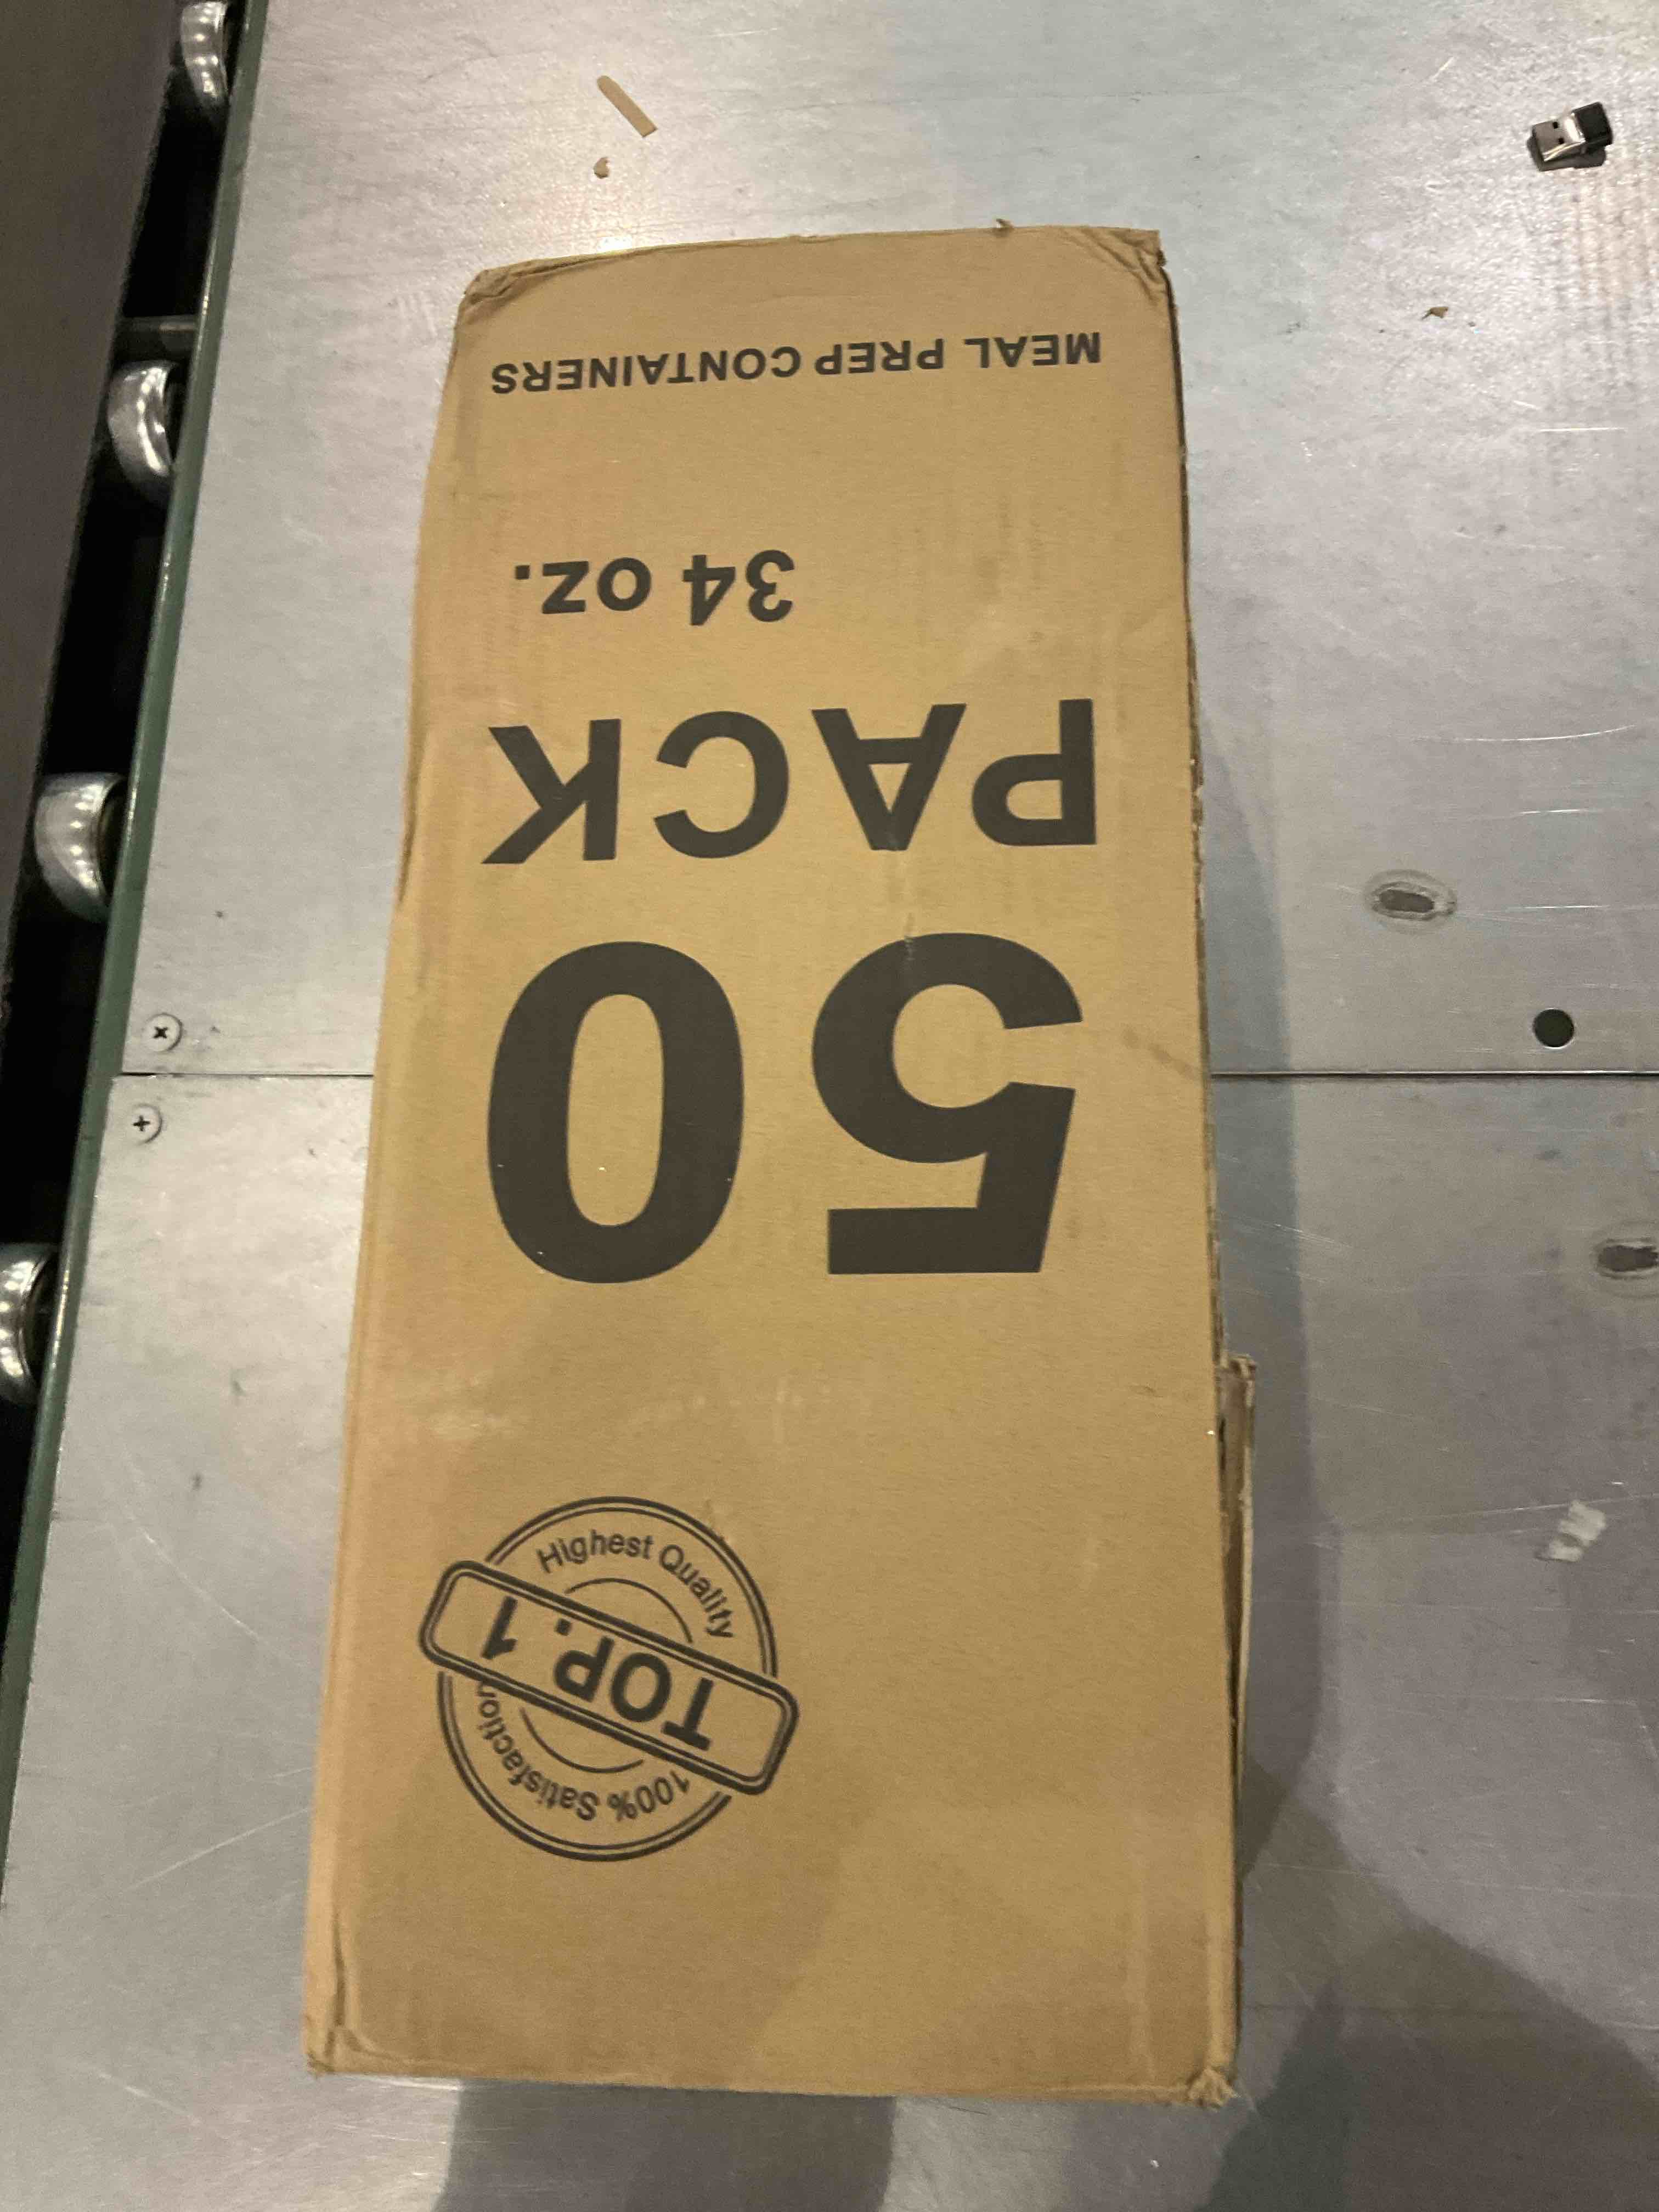 Highest Quality
TOP.1
100% Satisfaction
50
PACK
34 oz.
MEAL PREP CONTAINERS